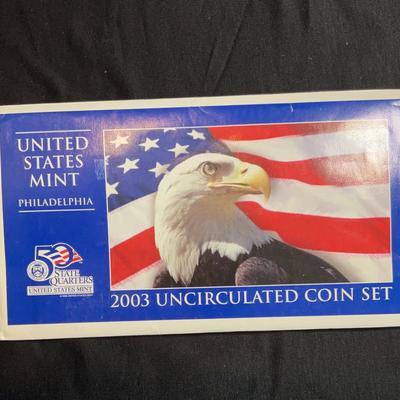 UNITED
STATES
MINT
PHILADELPHIA
50
STATE
QUARTERS
UNITED STATES MINT
2003 UNCIRCULATED COIN SET